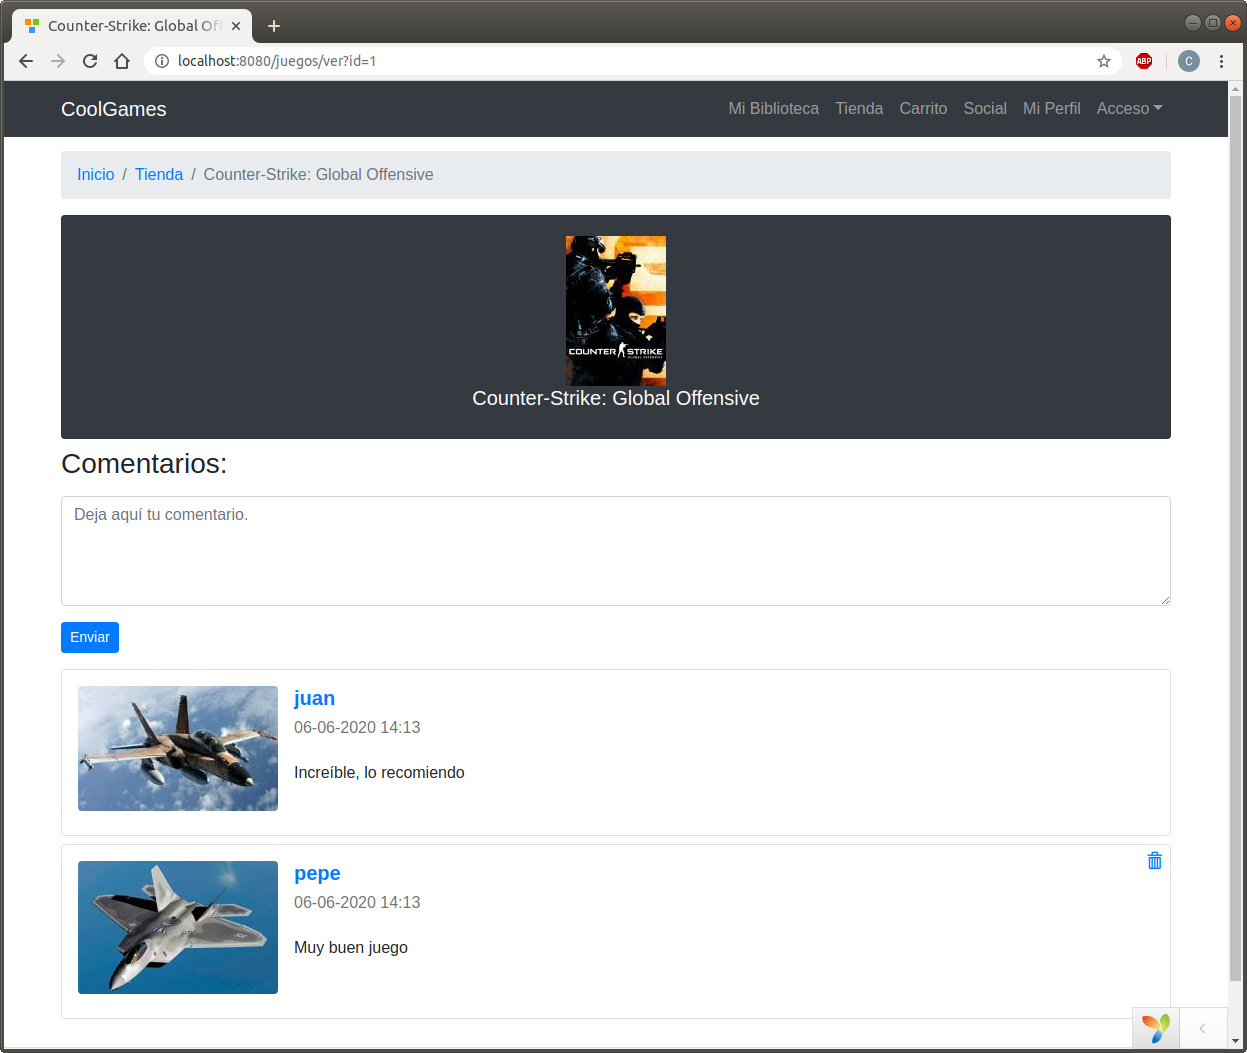 Counter-Strike: Global Off
localhost:8080/juegos/ver?id=1
ABP
C
CoolGames
Mi Biblioteca
Tienda
Carrito
Social
Mi Perfil
Acceso
Inicio / Tienda / Counter-Strike: Global Offensive
COUNTER STRIKE
GLOBAL OFFENSIVE
Counter-Strike: Global Offensive
Comentarios:
Deja aquí tu comentario.
Enviar
juan
06-06-2020 14:13
Increíble, lo recomiendo
pepe
06-06-2020 14:13
Muy buen juego